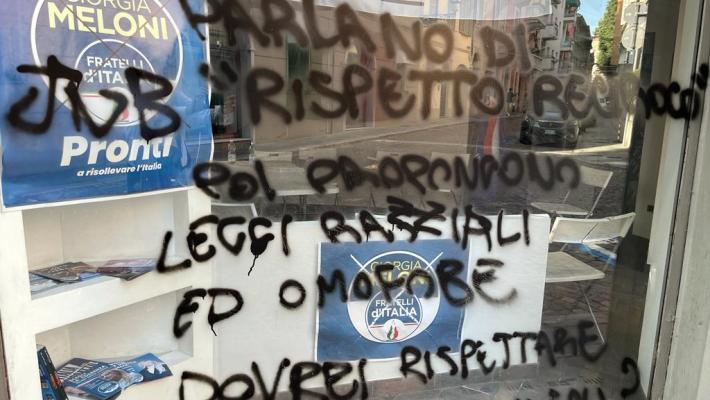 GIORGIA
MELONI
FRATELLI
d'ITALIA
Pronti
a risollevare l'Italia
PARLANO DI
"RISPETTO RECIPROCO"
POI PROPONGONO
LEGGI RAZZIALI
ED OMOFOBE
DOVREI RISPETTARE
GIORGIA
MELONI
FRATELLI
d'ITALIA